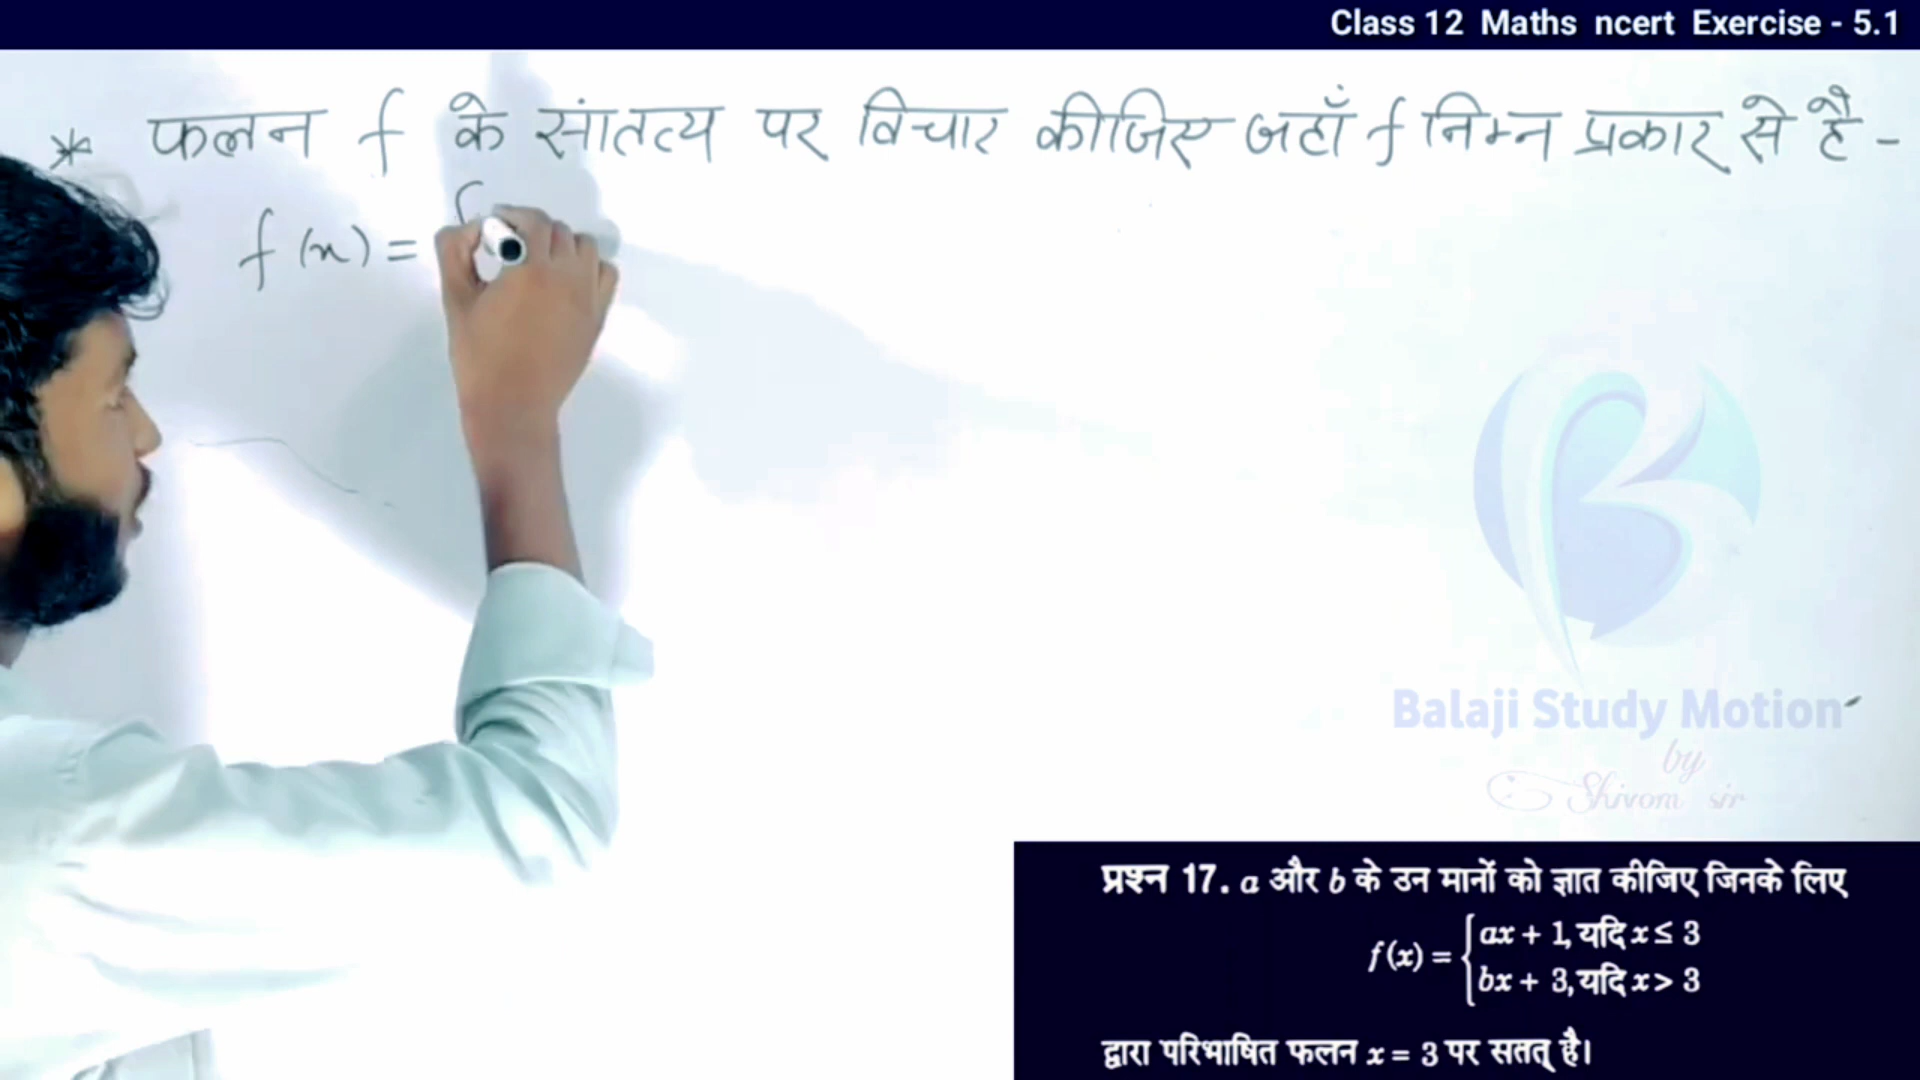 Class 12 Maths ncert Exercise - 5.1
* फलन f के सांतत्य पर विचार कीजिए जहाँ f निम्न प्रकार से है -
f (x) = {
Balaji Study Motion
by
Shivom sir
प्रश्न 17. a और b के उन मानों को ज्ञात कीजिए जिनके लिए
f(x) = { ax + 1, यदि x ≤ 3
bx + 3, यदि x > 3
द्वारा परिभाषित फलन x = 3 पर सतत् है।